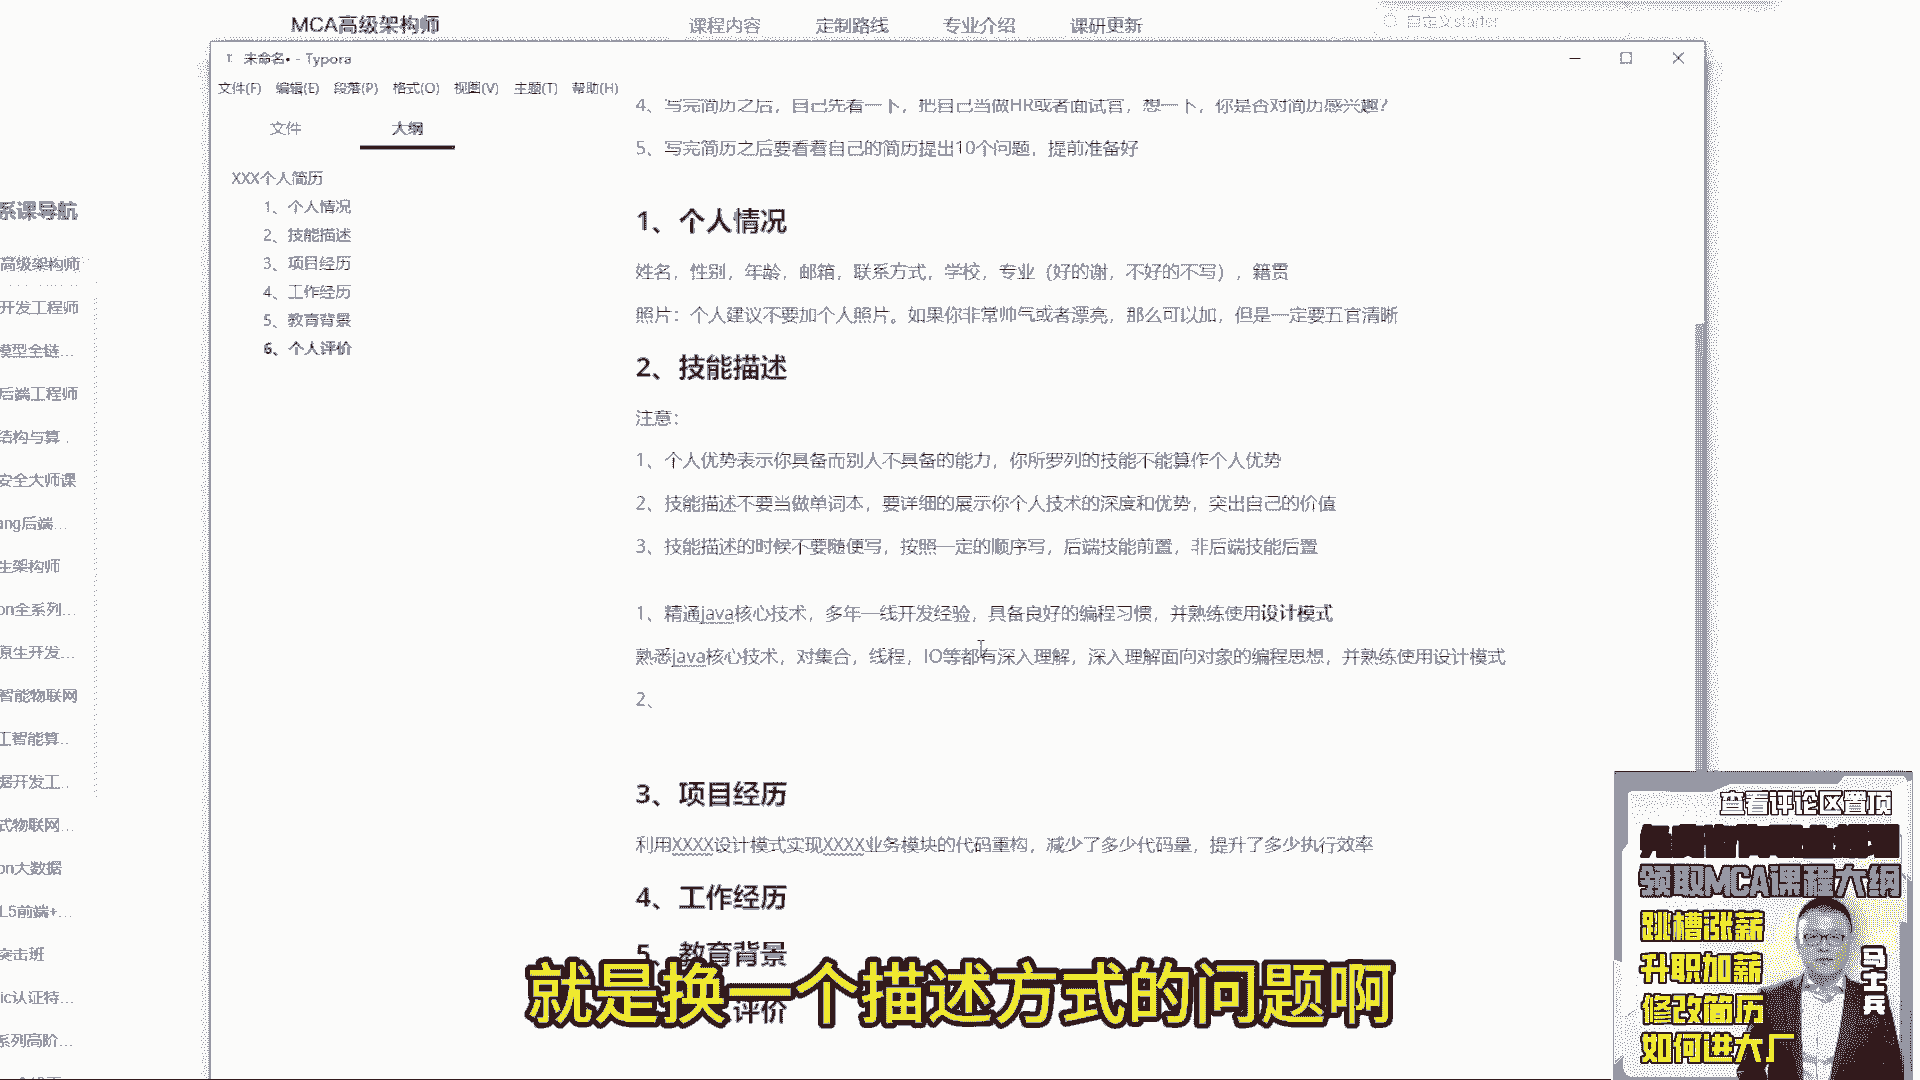 MCA高级架构师 课程内容 定制路线 专业介绍 课研更新 自定义starter
未命名• - Typora
文件(F) 编辑(E) 段落(P) 格式(O) 视图(V) 主题(T) 帮助(H)
文件 大纲
XXX个人简历
1、个人情况
2、技能描述
3、项目经历
4、工作经历
5、教育背景
6、个人评价
系课导航
高级架构师
开发工程师
模型全链...
后端工程师
结构与算.
安全大师课
ang后端...
生架构师
on全系列...
原生开发...
智能物联网
工智能算..
据开发工..
式物联网...
on大数据
L5前端+...
突击班
ic认证特...
系列高阶...
4、写完简历之后，自己先看一下，把自己当做HR或者面试官，想一下，你是否对简历感兴趣？
5、写完简历之后要看着自己的简历提出10个问题，提前准备好
1、个人情况
姓名，性别，年龄，邮箱，联系方式，学校，专业（好的谢，不好的不写），籍贯
照片：个人建议不要加个人照片。如果你非常帅气或者漂亮，那么可以加，但是一定要五官清晰
2、技能描述
注意：
1、个人优势表示你具备而别人不具备的能力，你所罗列的技能不能算作个人优势
2、技能描述不要当做单词本，要详细的展示你个人技术的深度和优势，突出自己的价值
3、技能描述的时候不要随便写，按照一定的顺序写，后端技能前置，非后端技能后置
1、精通java核心技术，多年一线开发经验，具备良好的编程习惯，并熟练使用设计模式
熟悉java核心技术，对集合，线程，IO等都有深入理解，深入理解面向对象的编程思想，并熟练使用设计模式
2、
3、项目经历
利用XXXX设计模式实现XXXX业务模块的代码重构，减少了多少代码量，提升了多少执行效率
4、工作经历
5、教育背景
评价
就是换一个描述方式的问题啊
查看评论区置顶
领取MCA课程大纲
跳槽涨薪
升职加薪
修改简历
如何进大厂
马士兵